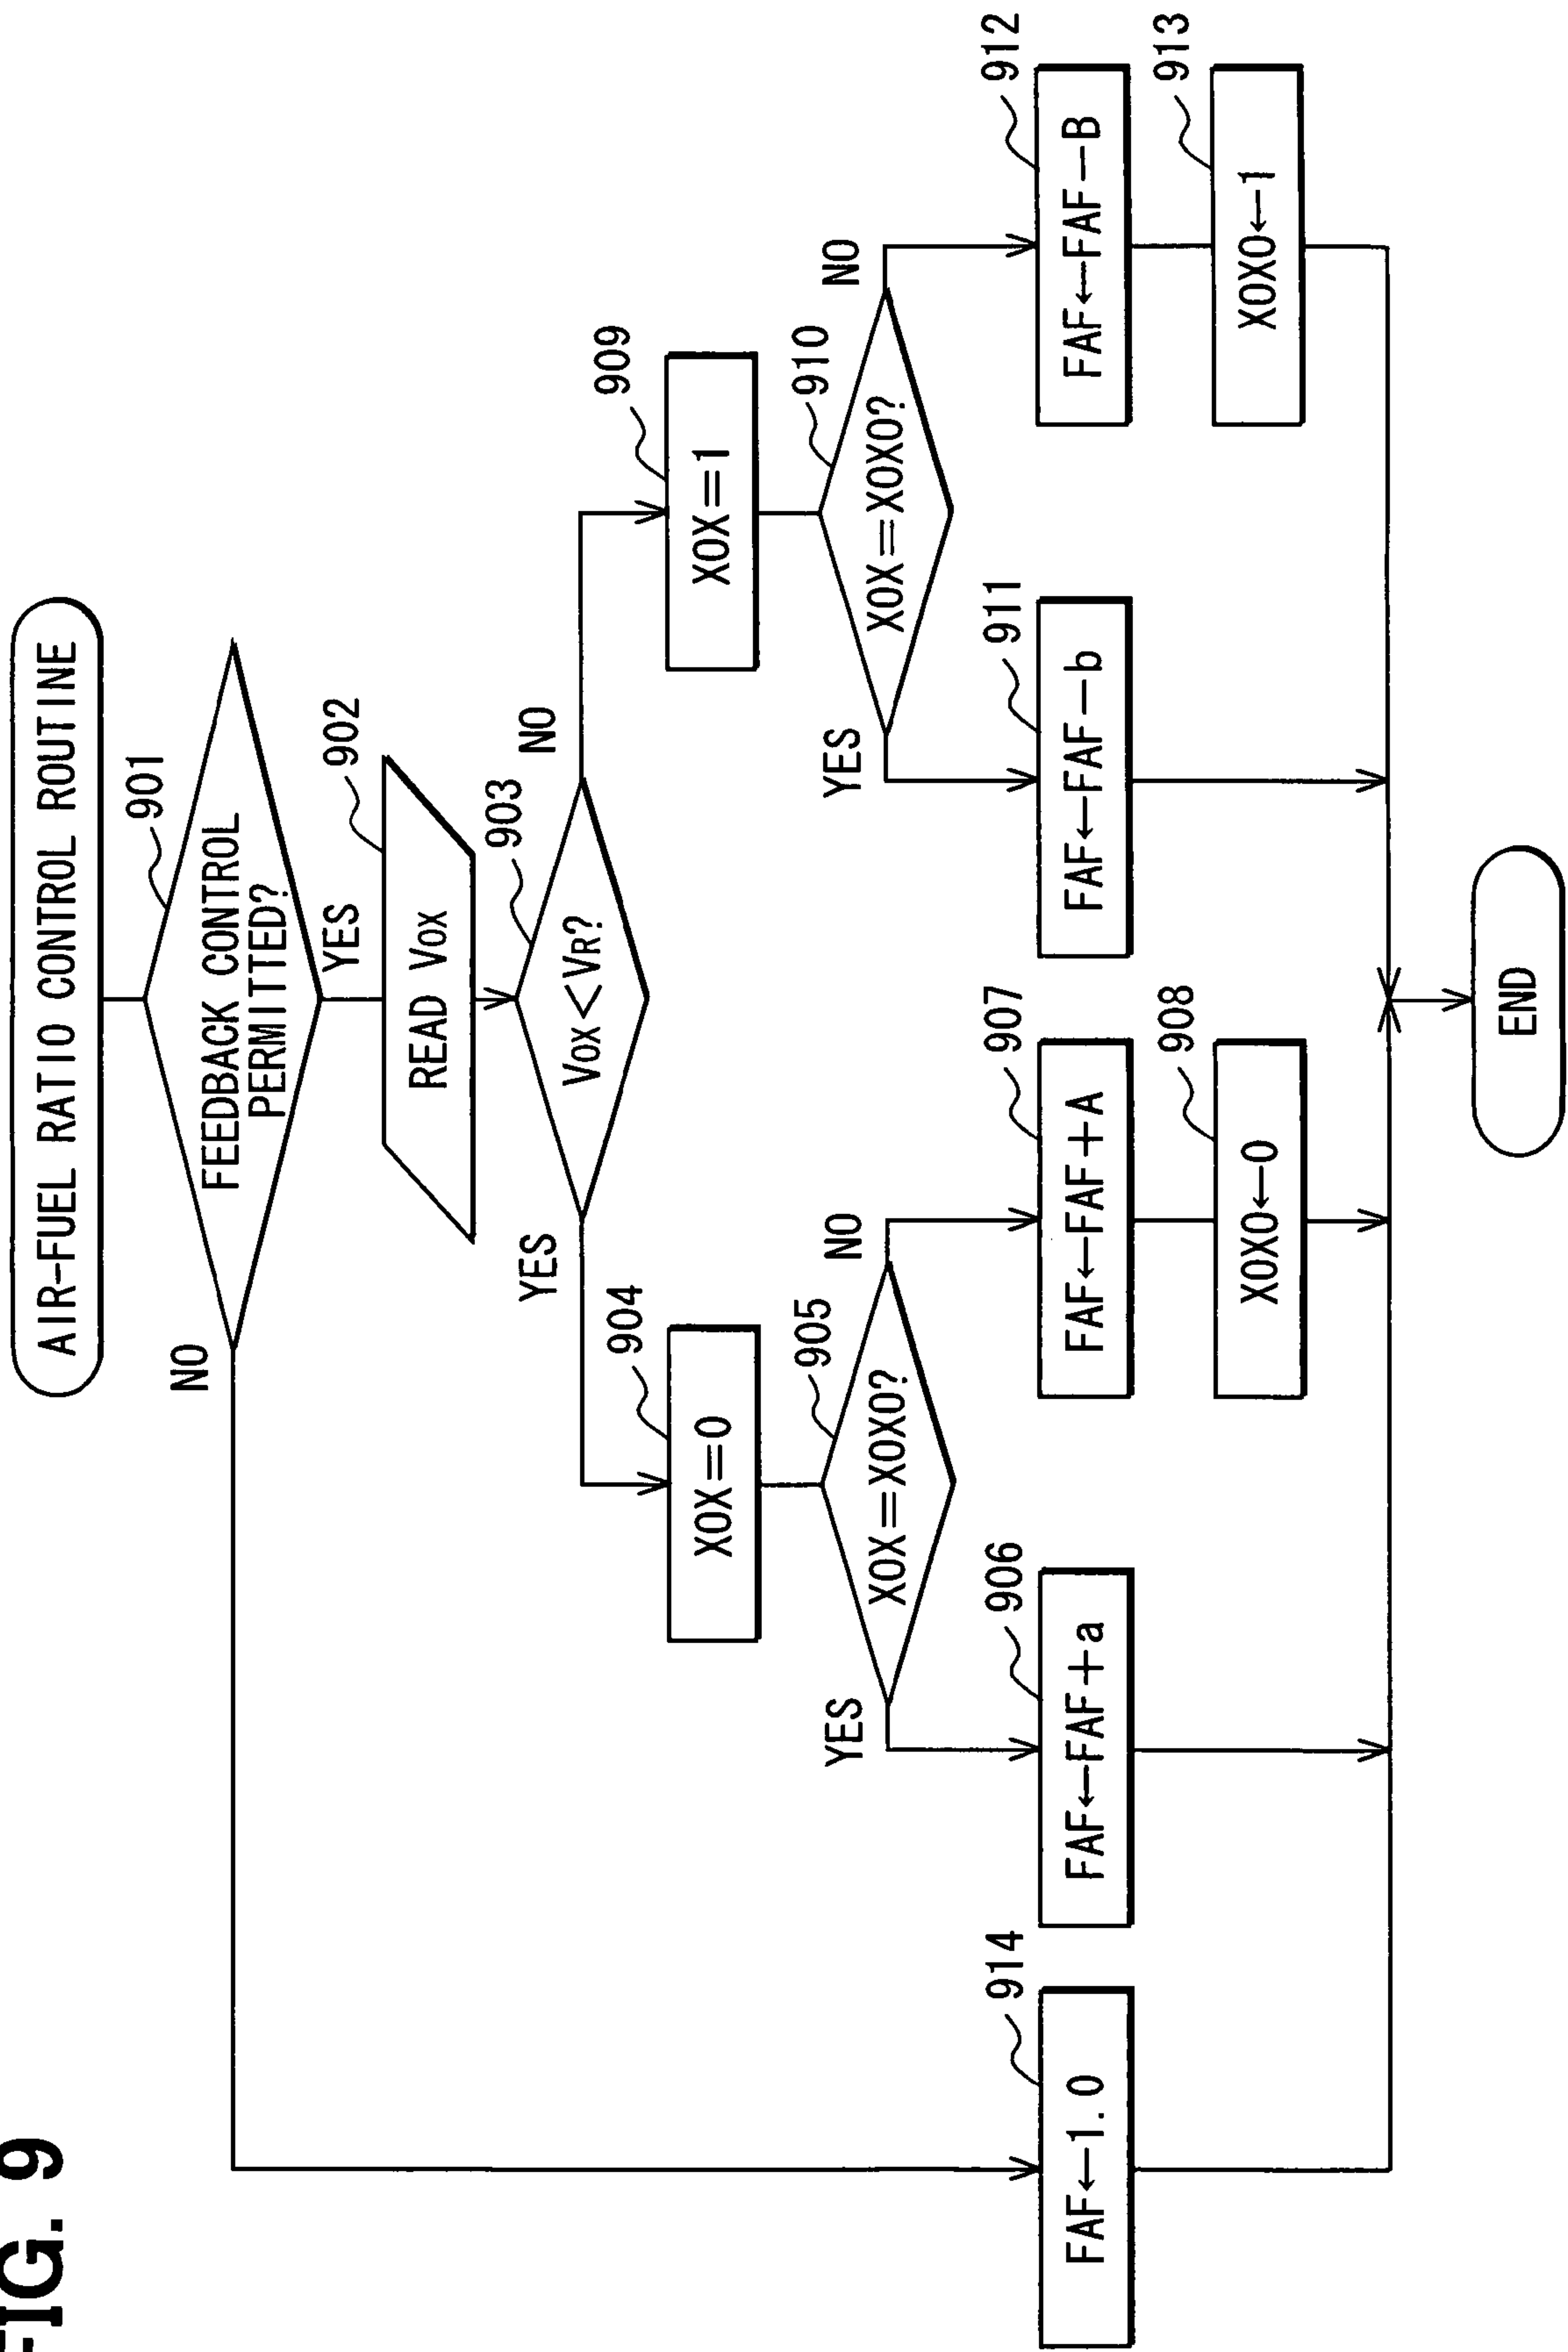 FIG. 9
AIR-FUEL RATIO CONTROL ROUTINE
901
FEEDBACK CONTROL
PERMITTED?
NO
YES
902
READ VOX
903
VOX<VR?
YES
NO
904
XOX=0
909
XOX=1
905
XOX=XOXO?
YES
NO
910
XOX=XOXO?
YES
NO
914
FAF←1.0
906
FAF←FAF+a
907
FAF←FAF+A
911
FAF←FAF−b
912
FAF←FAF−B
908
XOXO←0
913
XOXO←1
END